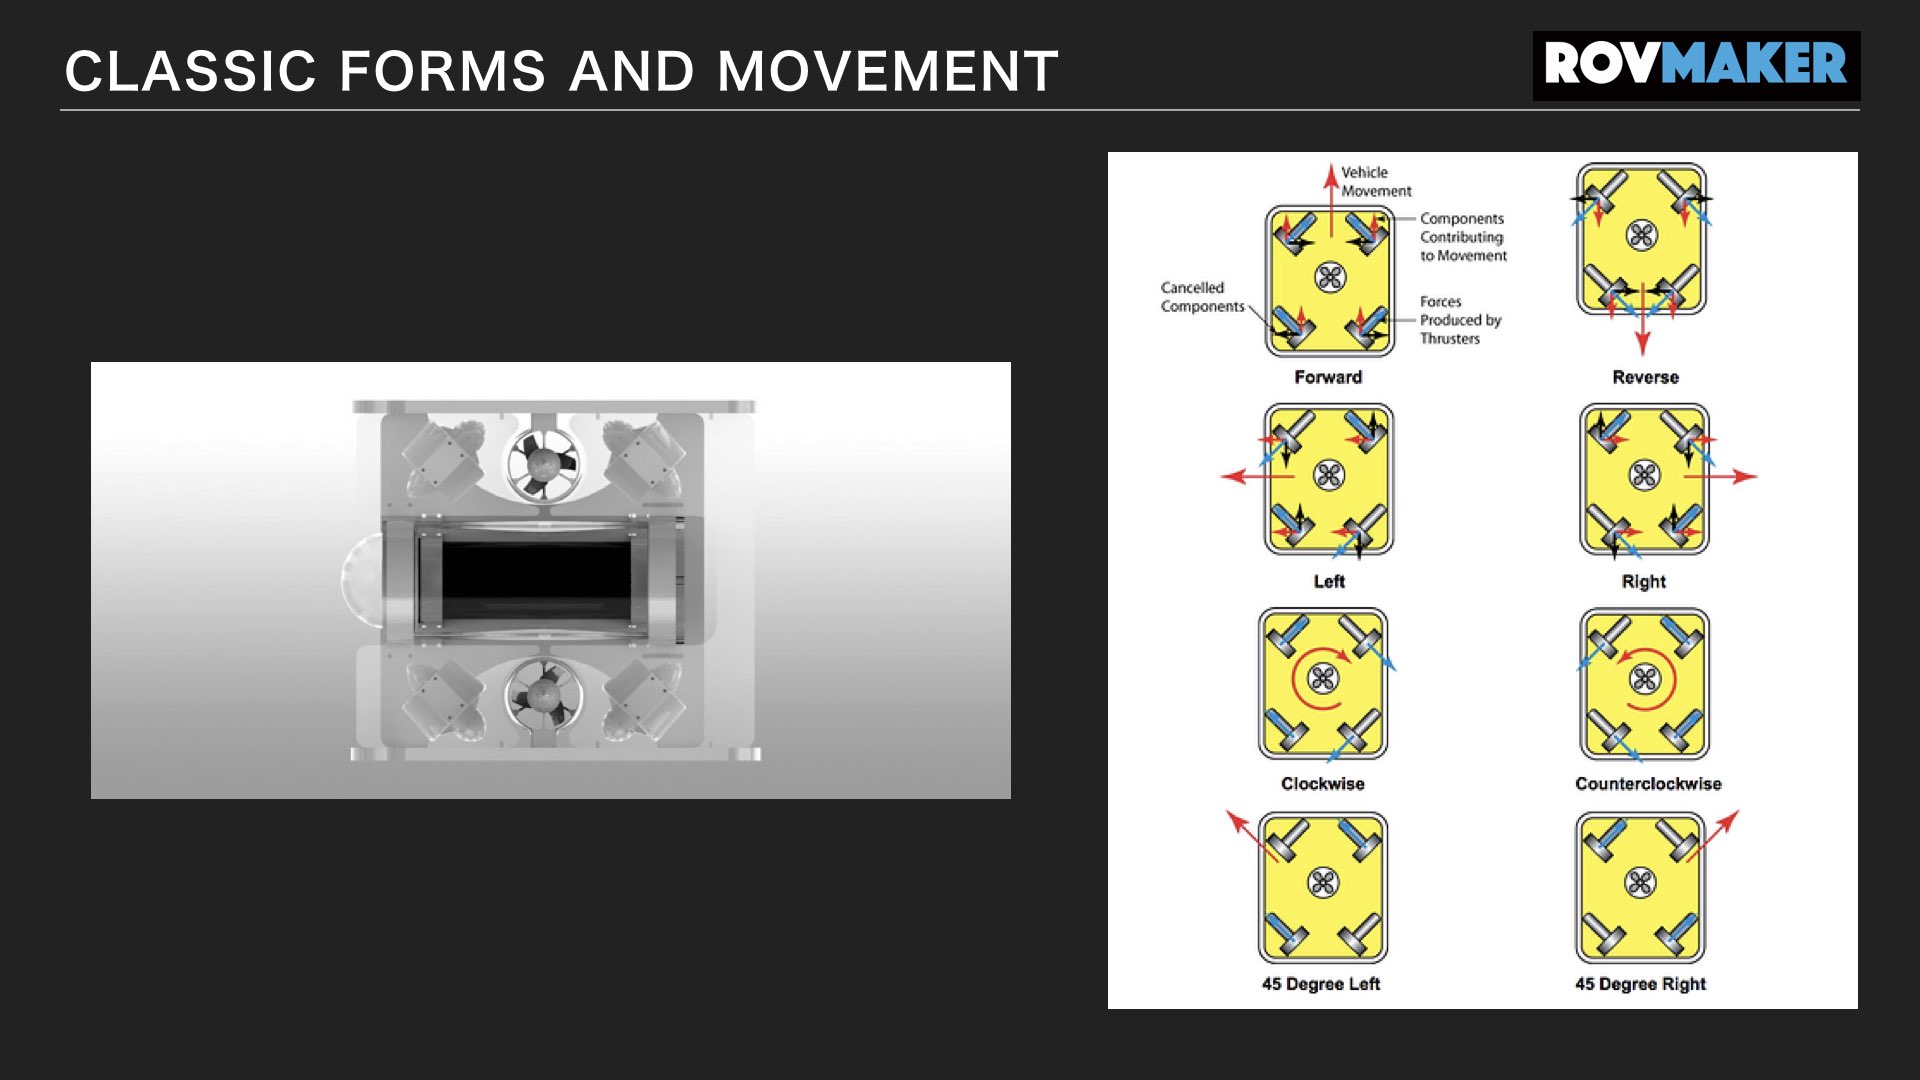 CLASSIC FORMS AND MOVEMENT
ROVMAKER
Vehicle
Movement
Components
Contributing
to Movement
Cancelled
Components
Forces
Produced by
Thrusters
Forward
Reverse
Left
Right
Clockwise
Counterclockwise
45 Degree Left
45 Degree Right